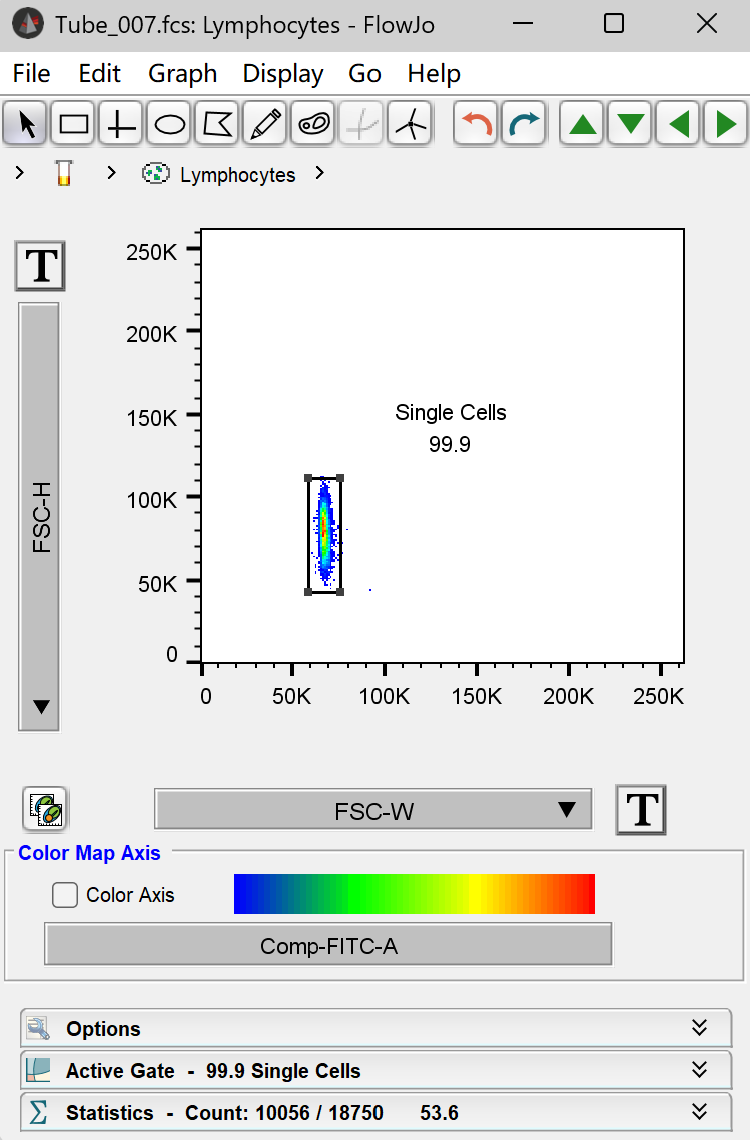 Tube_007.fcs: Lymphocytes - FlowJo
File Edit Graph Display Go Help
Lymphocytes
T
250K
200K
150K
100K
50K
0
FSC-H
Single Cells
99.9
0 50K 100K 150K 200K 250K
FSC-W
T
Color Map Axis
Color Axis
Comp-FITC-A
Options
Active Gate - 99.9 Single Cells
Statistics - Count: 10056 / 18750 53.6